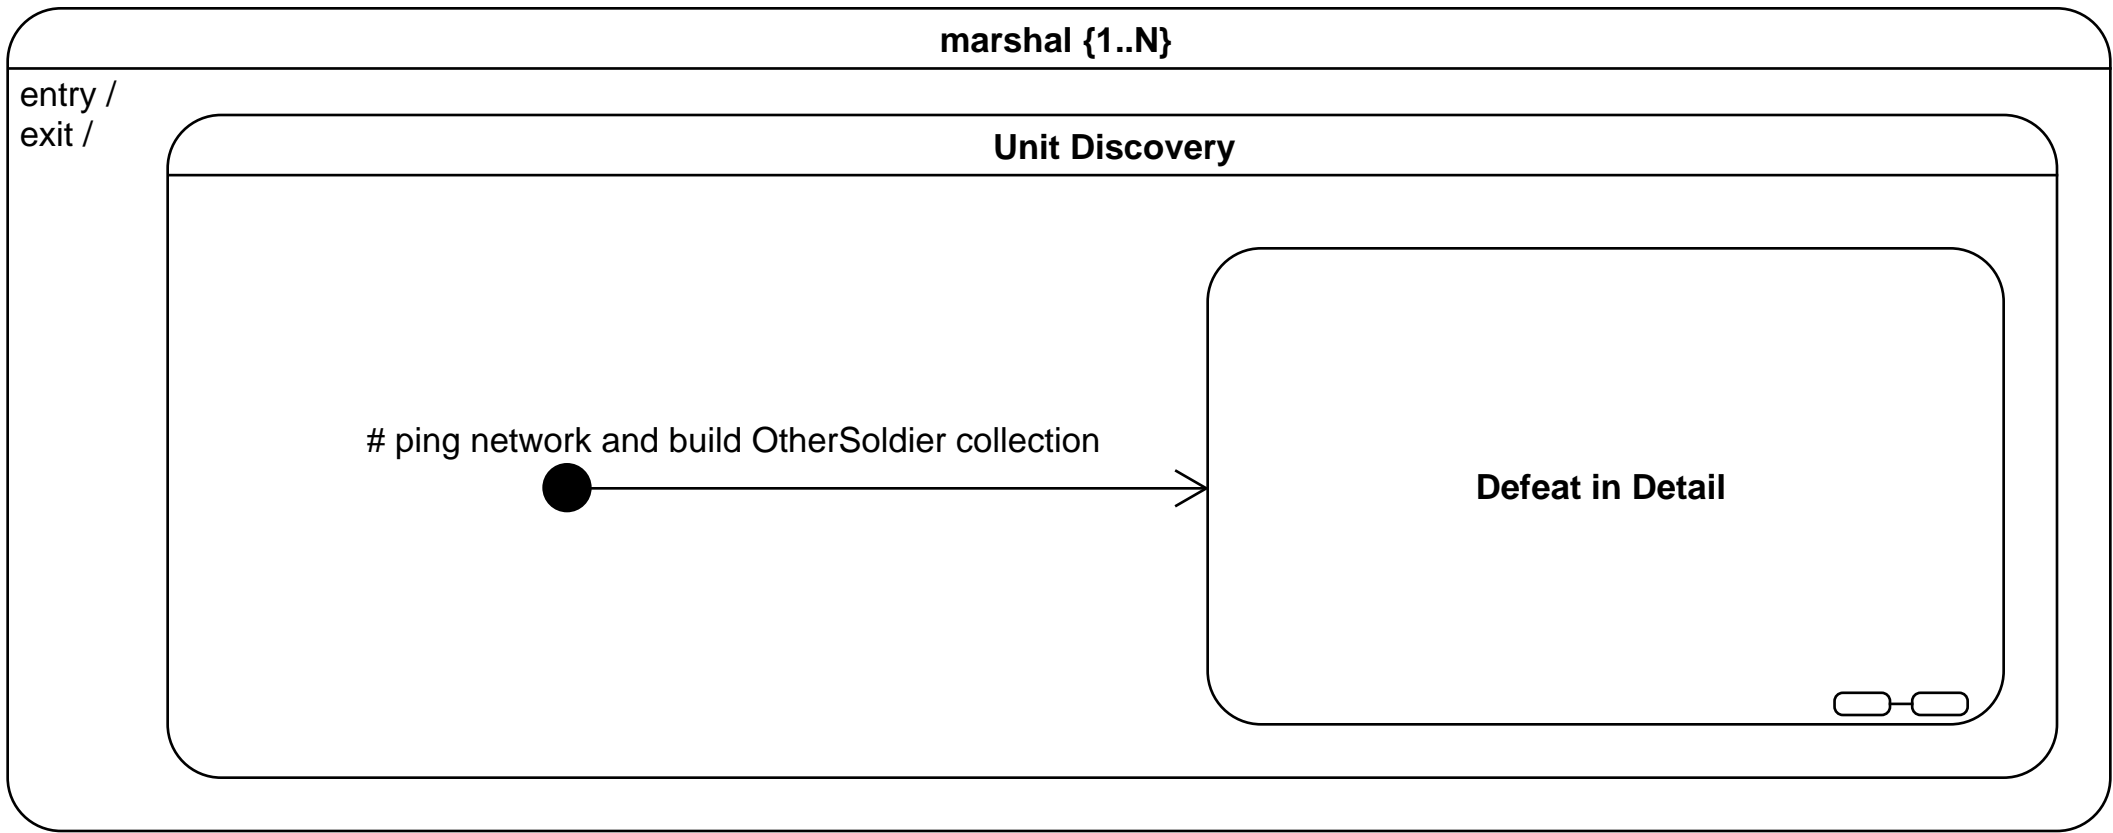 marshal {1..N}
entry /
exit /
Unit Discovery
# ping network and build OtherSoldier collection
Defeat in Detail